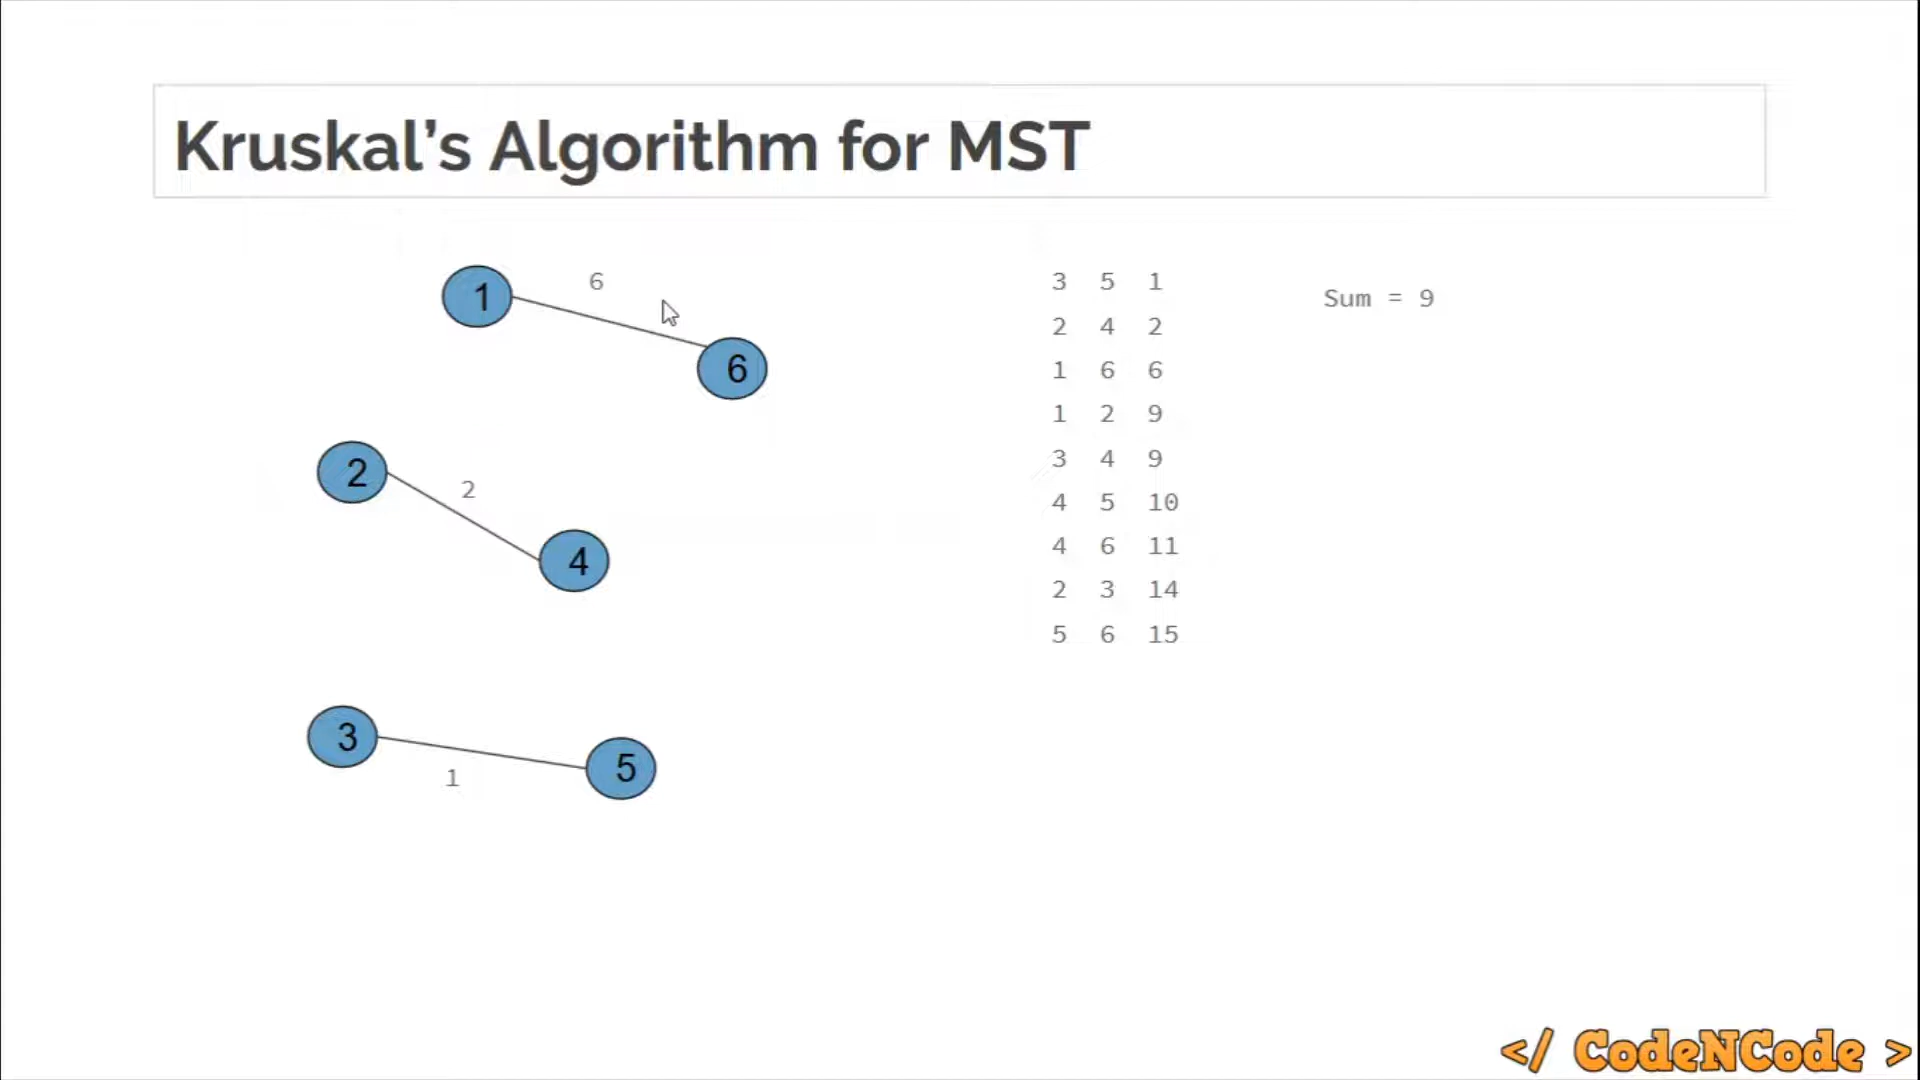 Kruskal’s Algorithm for MST
1
6
6
2
2
4
3
1
5
3 5 1
2 4 2
1 6 6
1 2 9
3 4 9
4 5 10
4 6 11
2 3 14
5 6 15
Sum = 9
</ CodeNCode >